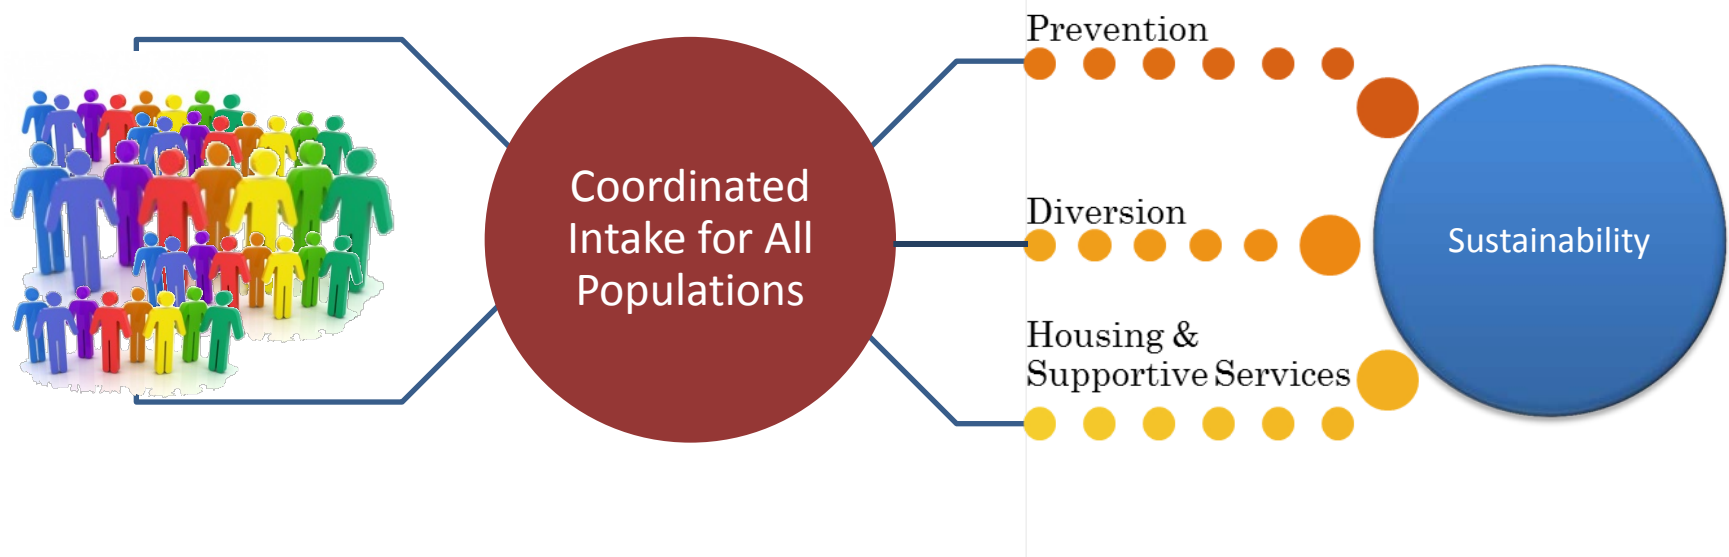 Coordinated
Intake for All
Populations
Prevention
Diversion
Housing &
Supportive Services
Sustainability